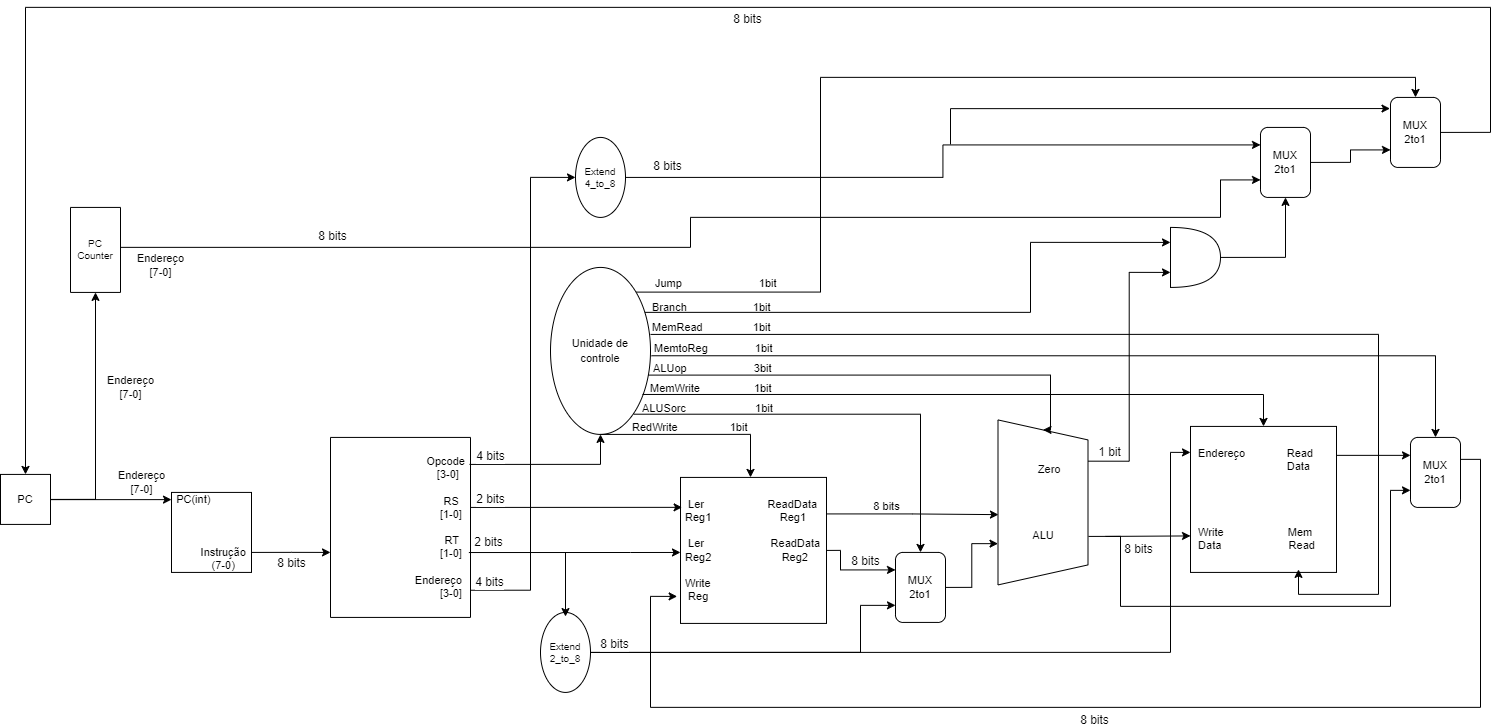 8 bits
MUX
2to1
MUX
2to1
Extend
4_to_8
8 bits
PC
Counter
8 bits
Endereço
[7-0]
Endereço
[7-0]
Unidade de
controle
Jump 1bit
Branch 1bit
MemRead 1bit
MemtoReg 1bit
ALUop 3bit
MemWrite 1bit
ALUSorc 1bit
RedWrite 1bit
PC
Endereço
[7-0]
PC(int)
Instrução
(7-0)
8 bits
Opcode
[3-0]
4 bits
RS
[1-0]
2 bits
RT
[1-0]
2 bits
Endereço
[3-0]
4 bits
Extend
2_to_8
8 bits
Ler
Reg1
Ler
Reg2
Write
Reg
ReadData
Reg1
ReadData
Reg2
8 bits
8 bits
MUX
2to1
Zero
ALU
1 bit
8 bits
Endereço
Read
Data
Write
Data
Mem
Read
MUX
2to1
8 bits